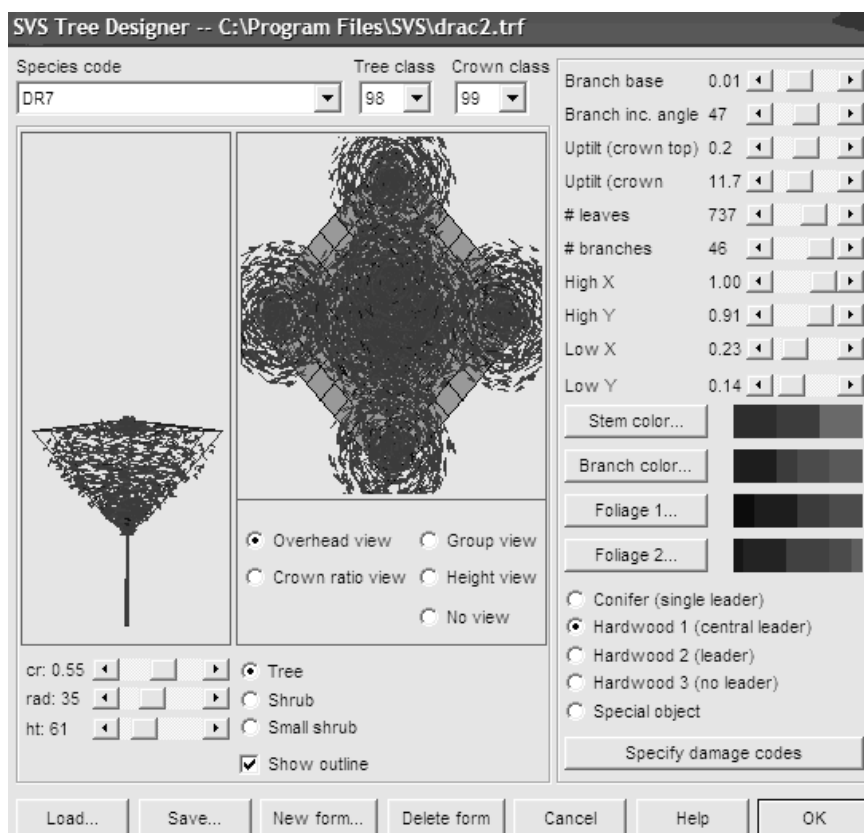 SVS Tree Designer -- C:\Program Files\SVS\drac2.trf
Species code Tree class Crown class
DR7 98 99
Branch base 0.01
Branch inc. angle 47
Uptilt (crown top) 0.2
Uptilt (crown 11.7
# leaves 737
# branches 46
High X 1.00
High Y 0.91
Low X 0.23
Low Y 0.14
Stem color...
Branch color...
Foliage 1...
Foliage 2...
Overhead view Group view
Crown ratio view Height view
No view
Conifer (single leader)
Hardwood 1 (central leader)
Hardwood 2 (leader)
Hardwood 3 (no leader)
Special object
cr: 0.55 Tree
rad: 35 Shrub
ht: 61 Small shrub
Show outline
Specify damage codes
Load... Save... New form... Delete form Cancel Help OK